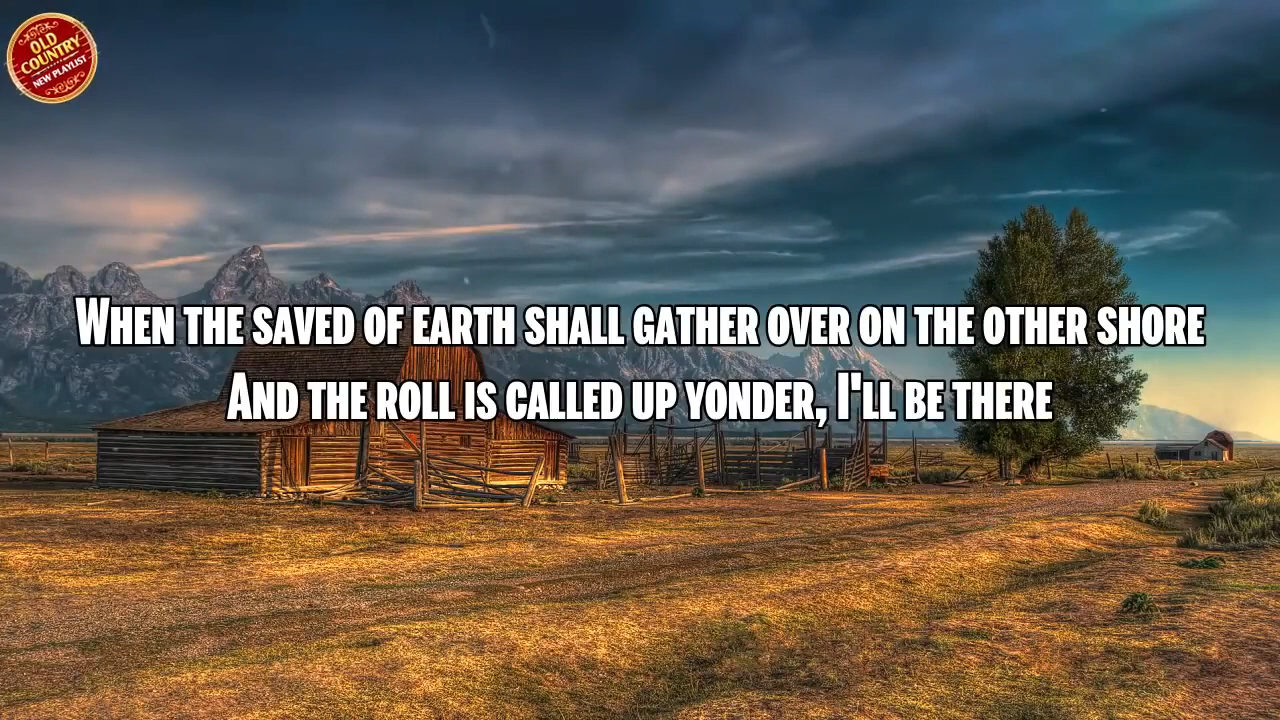 OLD
COUNTRY
NEW PLAYLIST
WHEN THE SAVED OF EARTH SHALL GATHER OVER ON THE OTHER SHORE
AND THE ROLL IS CALLED UP YONDER, I'LL BE THERE